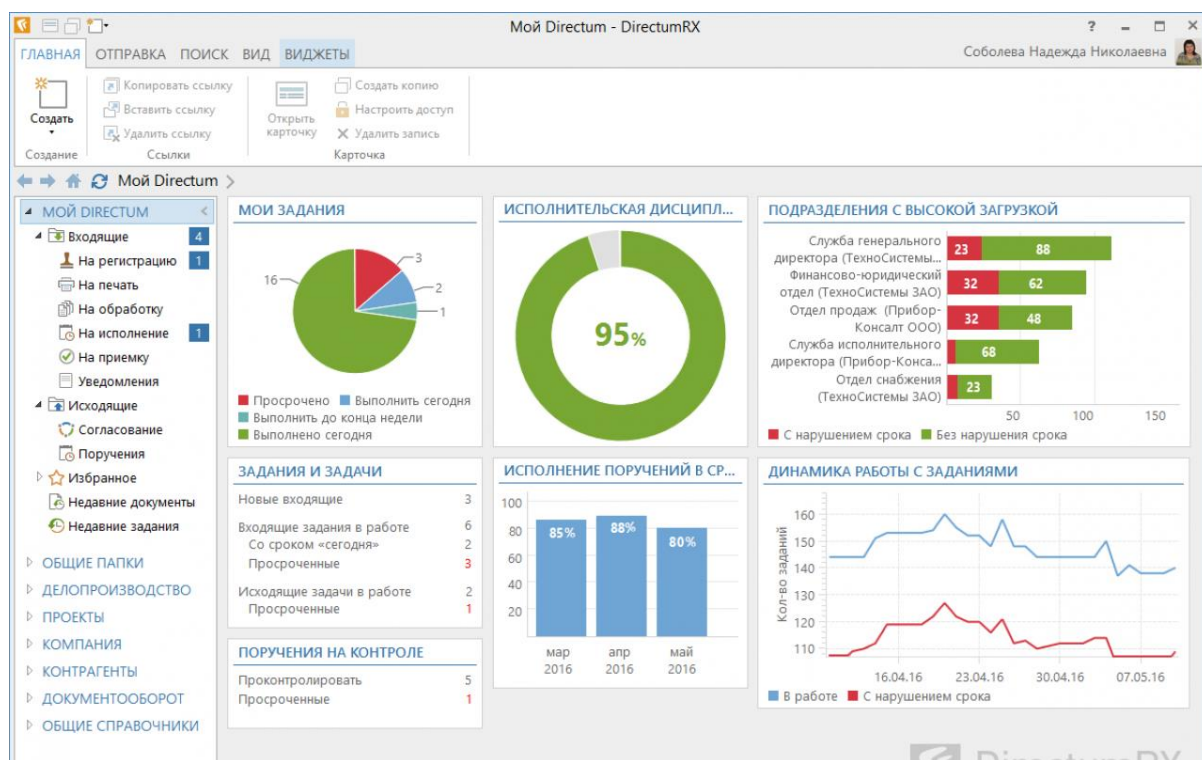 Мой Directum - DirectumRX
?
ГЛАВНАЯ ОТПРАВКА ПОИСК ВИД ВИДЖЕТЫ
Соболева Надежда Николаевна
Создать
Создание
Копировать ссылку
Вставить ссылку
Удалить ссылку
Ссылки
Открыть
карточку
Создать копию
Настроить доступ
Удалить запись
Карточка
Мой Directum
МОЙ DIRECTUM
Входящие 4
На регистрацию 1
На печать
На обработку
На исполнение 1
На приемку
Уведомления
Исходящие
Согласование
Поручения
Избранное
Недавние документы
Недавние задания
ОБЩИЕ ПАПКИ
ДЕЛОПРОИЗВОДСТВО
ПРОЕКТЫ
КОМПАНИЯ
КОНТРАГЕНТЫ
ДОКУМЕНТООБОРОТ
ОБЩИЕ СПРАВОЧНИКИ
МОИ ЗАДАНИЯ
16
3
2
1
Просрочено Выполнить сегодня
Выполнить до конца недели
Выполнено сегодня
ИСПОЛНИТЕЛЬСКАЯ ДИСЦИПЛ...
95%
ПОДРАЗДЕЛЕНИЯ С ВЫСОКОЙ ЗАГРУЗКОЙ
Служба генерального
директора (ТехноСистемы...
23 88
Финансово-юридический
отдел (ТехноСистемы ЗАО)
32 62
Отдел продаж (Прибор-
Консалт ООО)
32 48
Служба исполнительного
директора (Прибор-Конса...
68
Отдел снабжения
(ТехноСистемы ЗАО)
23
50 100 150
С нарушением срока Без нарушения срока
ЗАДАНИЯ И ЗАДАЧИ
Новые входящие 3
Входящие задания в работе 6
Со сроком «сегодня» 2
Просроченные 3
Исходящие задачи в работе 2
Просроченные 1
ПОРУЧЕНИЯ НА КОНТРОЛЕ
Проконтролировать 5
Просроченные 1
ИСПОЛНЕНИЕ ПОРУЧЕНИЙ В СР...
100
80
60
40
20
85% 88% 80%
мар апр май
2016 2016 2016
ДИНАМИКА РАБОТЫ С ЗАДАНИЯМИ
Кол-во заданий
160
150
140
130
120
110
16.04.16 23.04.16 30.04.16 07.05.16
В работе С нарушением срока
DirectumRX